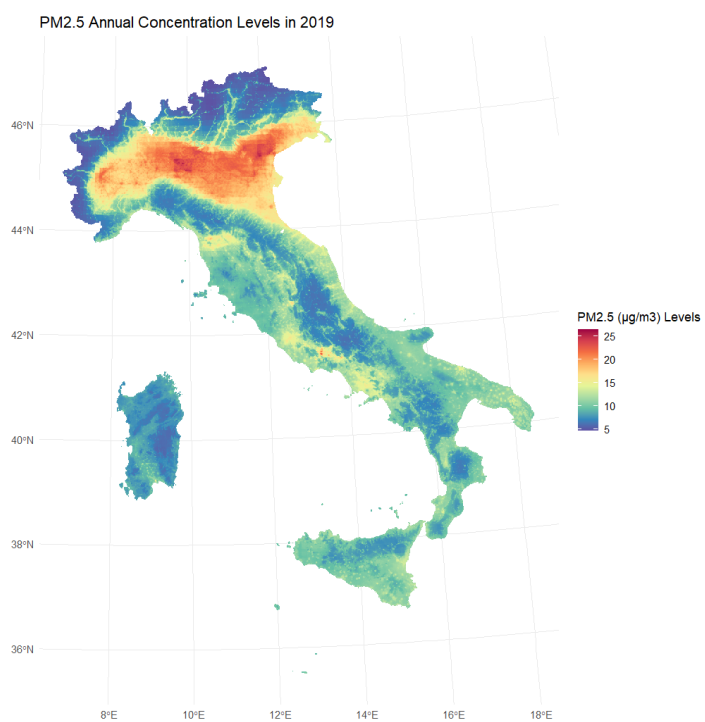 PM2.5 Annual Concentration Levels in 2019
46°N
44°N
42°N
40°N
38°N
36°N
8°E
10°E
12°E
14°E
16°E
18°E
PM2.5 (μg/m3) Levels
25
20
15
10
5